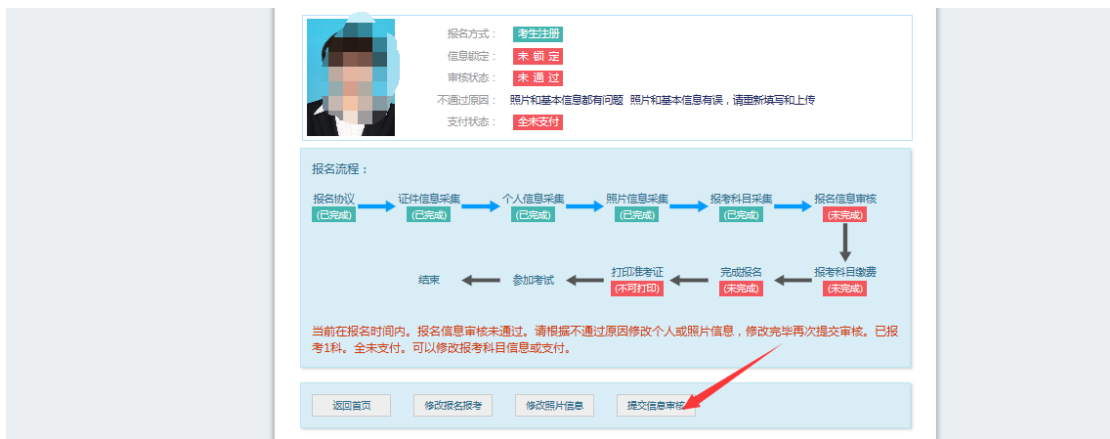 报名方式： 考生注册
信息锁定： 未 锁 定
审核状态： 未 通 过
不通过原因： 照片和基本信息都有问题 照片和基本信息有误，请重新填写和上传
支付状态： 全未支付
报名流程：
报名协议 证件信息采集 个人信息采集 照片信息采集 报考科目采集 报名信息审核
(已完成) (已完成) (已完成) (已完成) (已完成) (未完成)
结束 参加考试 打印准考证 完成报名 报考科目缴费
(不可打印) (未完成) (未完成)
当前在报名时间内。报名信息审核未通过。请根据不通过原因修改个人或照片信息，修改完毕再次提交审核。已报
考1科。全未支付。可以修改报考科目信息或支付。
返回首页 修改报名报考 修改照片信息 提交信息审核